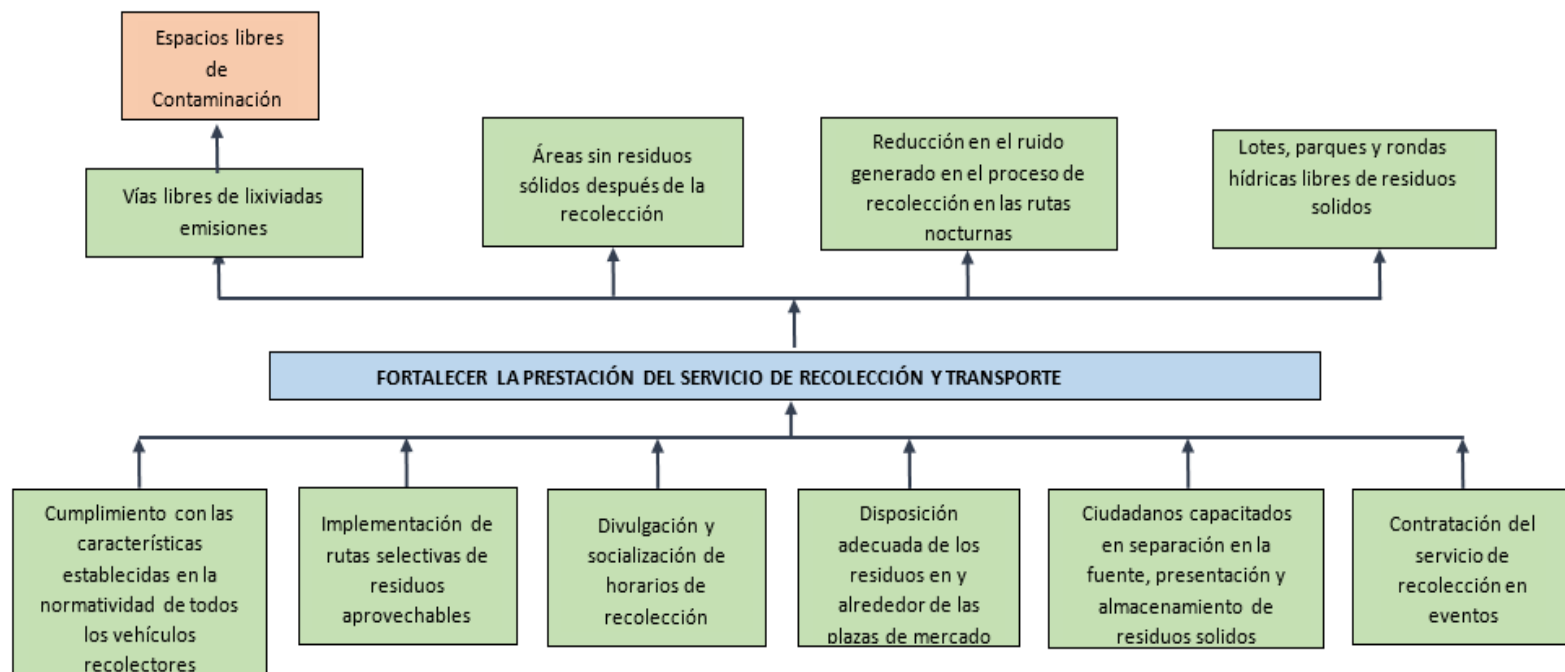 Espacios libres
de
Contaminación
Vías libres de lixiviadas
emisiones
Áreas sin residuos
sólidos después de la
recolección
Reducción en el ruido
generado en el proceso de
recolección en las rutas
nocturnas
Lotes, parques y rondas
hídricas libres de residuos
solidos
FORTALECER LA PRESTACIÓN DEL SERVICIO DE RECOLECCIÓN Y TRANSPORTE
Cumplimiento con las
características
establecidas en la
normatividad de todos
los vehículos
recolectores
Implementación de
rutas selectivas de
residuos
aprovechables
Divulgación y
socialización de
horarios de
recolección
Disposición
adecuada de los
residuos en y
alrededor de las
plazas de mercado
Ciudadanos capacitados
en separación en la
fuente, presentación y
almacenamiento de
residuos solidos
Contratación del
servicio de
recolección en
eventos